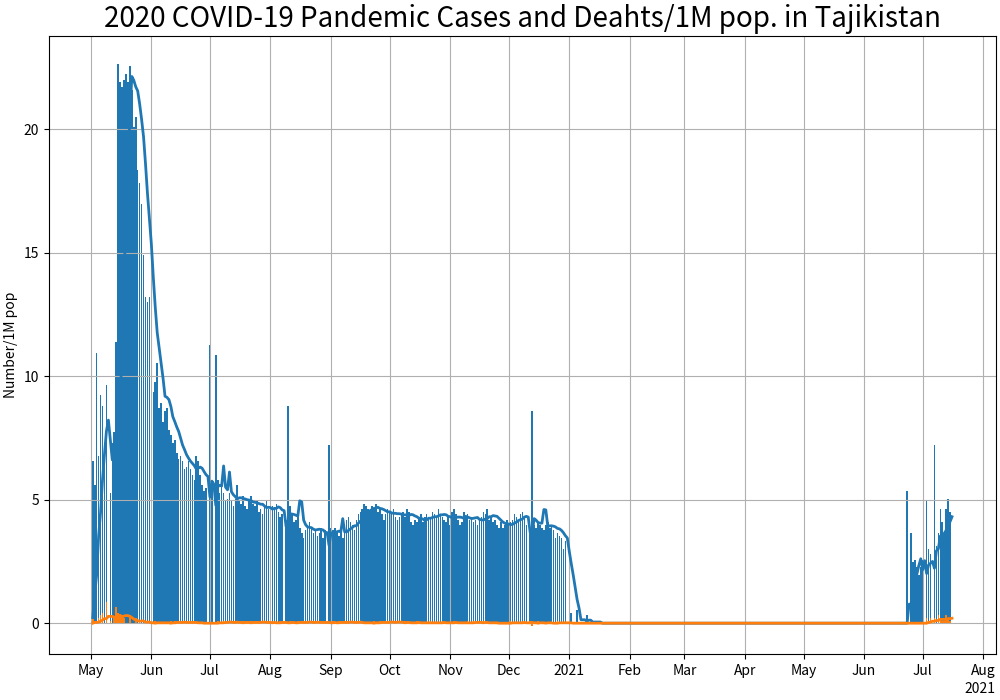 2020 COVID-19 Pandemic Cases and Deahts/1M pop. in Tajikistan
Number/1M pop
20
15
10
5
0
May Jun Jul Aug Sep Oct Nov Dec 2021 Feb Mar Apr May Jun Jul Aug
2021